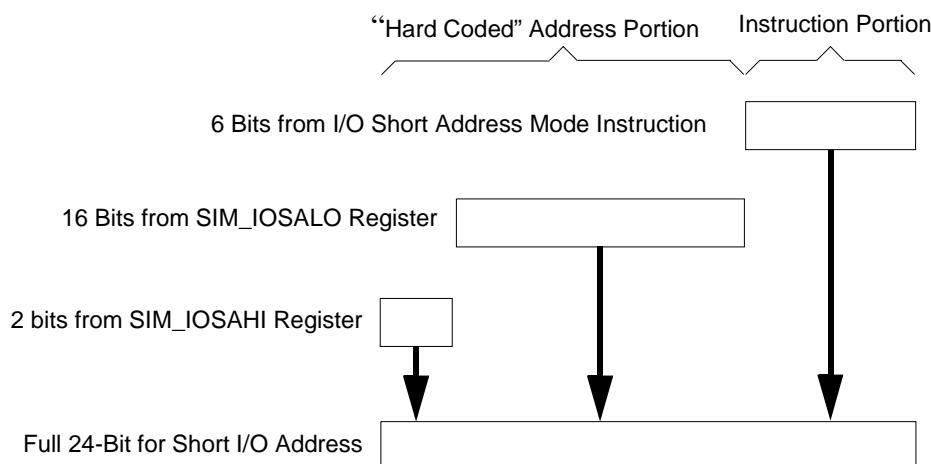 “Hard Coded” Address Portion
Instruction Portion
6 Bits from I/O Short Address Mode Instruction
16 Bits from SIM_IOSALO Register
2 bits from SIM_IOSAHI Register
Full 24-Bit for Short I/O Address